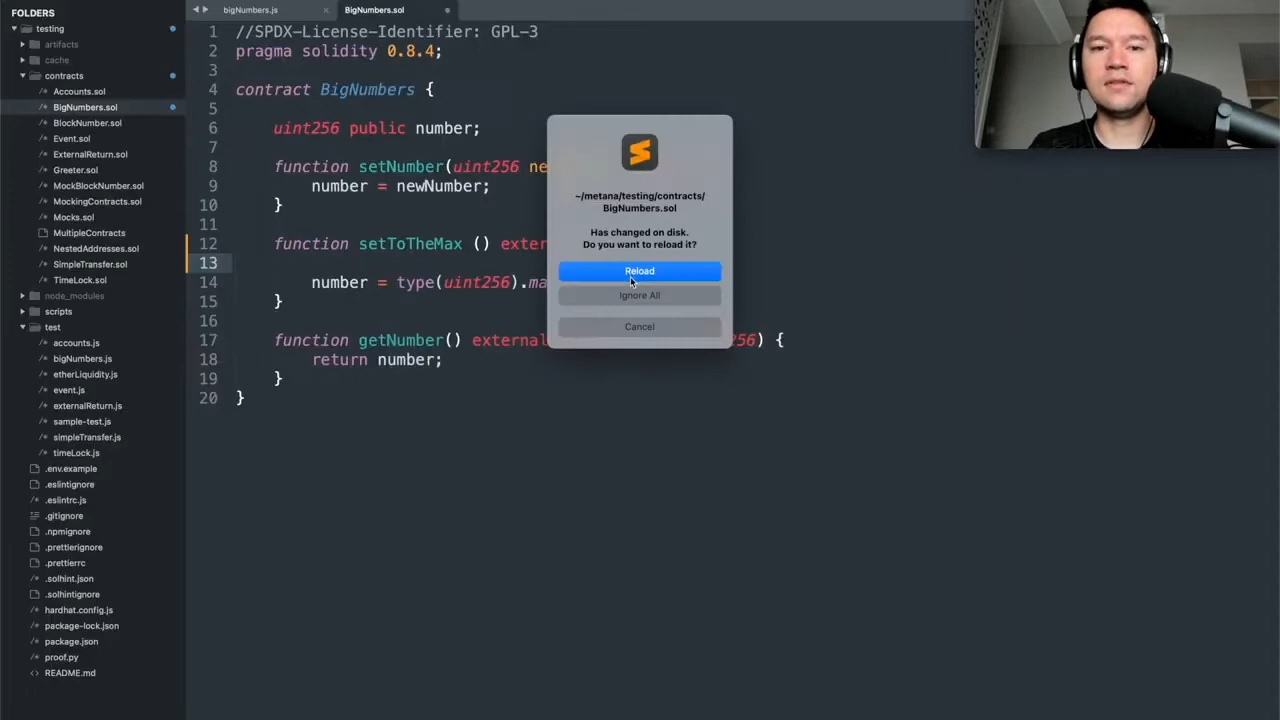 FOLDERS
testing
artifacts
cache
contracts
Accounts.sol
BigNumbers.sol
BlockNumber.sol
Event.sol
ExternalReturn.sol
Greeter.sol
MockBlockNumber.sol
MockingContracts.sol
Mocks.sol
MultipleContracts
NestedAddresses.sol
SimpleTransfer.sol
TimeLock.sol
node_modules
scripts
test
accounts.js
bigNumbers.js
etherLiquidity.js
event.js
externalReturn.js
sample-test.js
simpleTransfer.js
timeLock.js
.env.example
.eslintignore
.eslintrc.js
.gitignore
.npmignore
.prettierignore
.prettierrc
.solhint.json
.solhintignore
hardhat.config.js
package-lock.json
package.json
proof.py
README.md
bigNumbers.js
BigNumbers.sol
1 //SPDX-License-Identifier: GPL-3
2 pragma solidity 0.8.4;
3
4 contract BigNumbers {
5
6 uint256 public number;
7
8 function setNumber(uint256 ne
9 number = newNumber;
10 }
11
12 function setToTheMax () exter
13
14 number = type(uint256).ma
15 }
16
17 function getNumber() external 56) {
18 return number;
19 }
20 }
~/metana/testing/contracts/
BigNumbers.sol
Has changed on disk.
Do you want to reload it?
Reload
Ignore All
Cancel